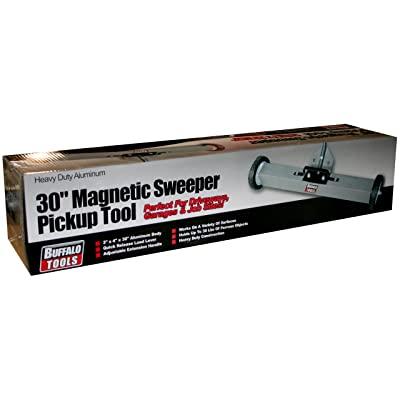 Heavy Duty Aluminum
30" Magnetic Sweeper
Pickup Tool
Perfect For Driveways,
Garages & Job Sites!
BUFFALO
TOOLS
2" x 4" x 30" Aluminum Body
Quick Release Load Lever
Adjustable Extension Handle
Works On A Variety Of Surfaces
Holds Up To 30 Lbs Of Ferrous Objects
Heavy Duty Construction
BUFFALO
TOOLS